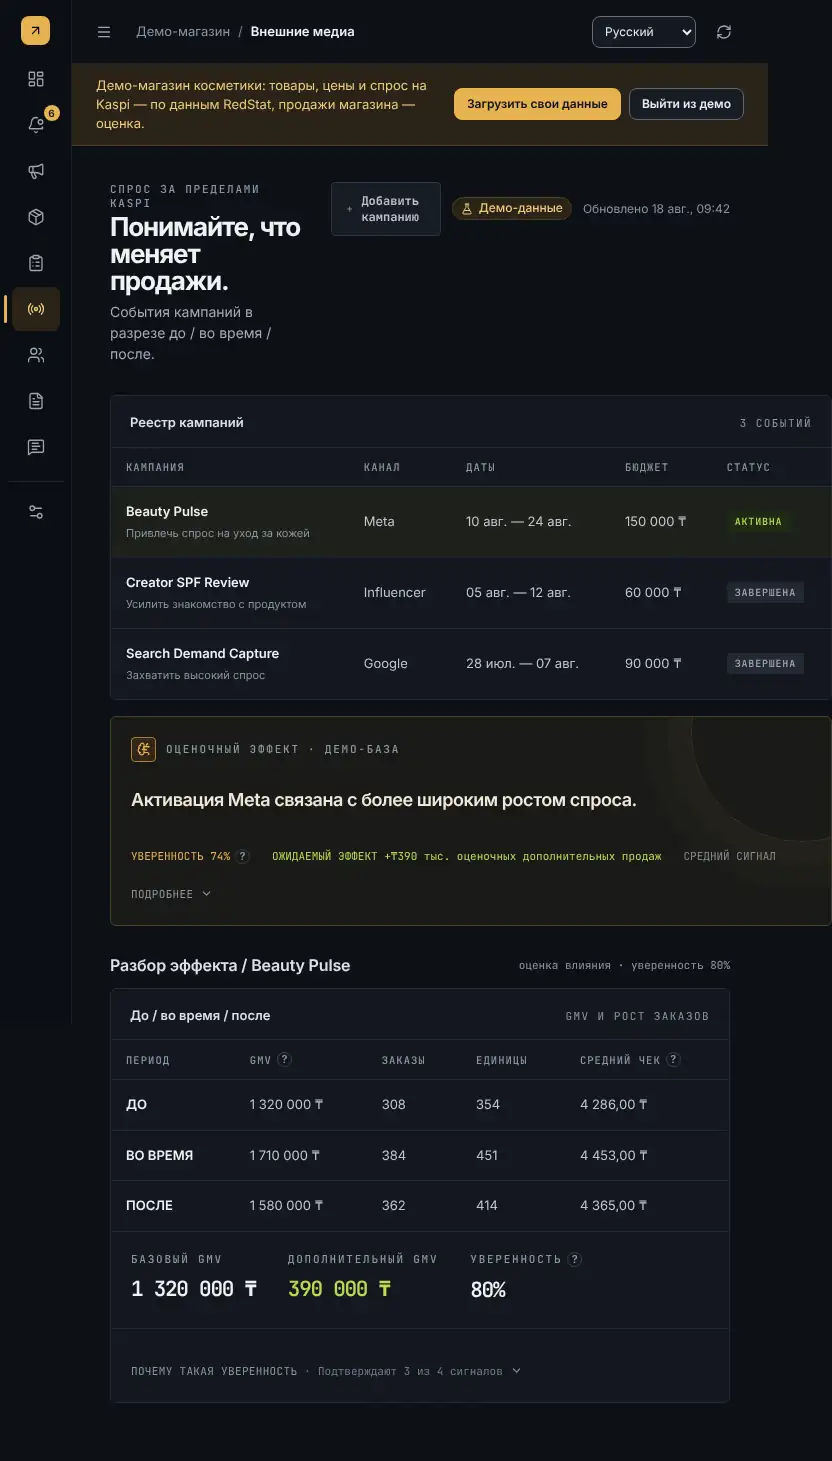 Демо-магазин / Внешние медиа
Русский
6
Демо-магазин косметики: товары, цены и спрос на
Kaspi — по данным RedStat, продажи магазина —
оценка.
Загрузить свои данные
Выйти из демо
СПРОС ЗА ПРЕДЕЛАМИ
KASPI
Понимайте, что
меняет
продажи.
События кампаний в
разрезе до / во время /
после.
+ Добавить
кампанию
Демо-данные
Обновлено 18 авг., 09:42
Реестр кампаний
3 СОБЫТИЙ
КАМПАНИЯ КАНАЛ ДАТЫ БЮДЖЕТ СТАТУС
Beauty Pulse
Привлечь спрос на уход за кожей
Meta 10 авг. — 24 авг. 150 000 ₸ АКТИВНА
Creator SPF Review
Усилить знакомство с продуктом
Influencer 05 авг. — 12 авг. 60 000 ₸ ЗАВЕРШЕНА
Search Demand Capture
Захватить высокий спрос
Google 28 июл. — 07 авг. 90 000 ₸ ЗАВЕРШЕНА
ОЦЕНОЧНЫЙ ЭФФЕКТ · ДЕМО-БАЗА
Активация Meta связана с более широким ростом спроса.
УВЕРЕННОСТЬ 74% ? ОЖИДАЕМЫЙ ЭФФЕКТ +₸390 тыс. оценочных дополнительных продаж СРЕДНИЙ СИГНАЛ
ПОДРОБНЕЕ
Разбор эффекта / Beauty Pulse
оценка влияния · уверенность 80%
До / во время / после
GMV И РОСТ ЗАКАЗОВ
ПЕРИОД GMV ? ЗАКАЗЫ ЕДИНИЦЫ СРЕДНИЙ ЧЕК ?
ДО 1 320 000 ₸ 308 354 4 286,00 ₸
ВО ВРЕМЯ 1 710 000 ₸ 384 451 4 453,00 ₸
ПОСЛЕ 1 580 000 ₸ 362 414 4 365,00 ₸
БАЗОВЫЙ GMV ДОПОЛНИТЕЛЬНЫЙ GMV УВЕРЕННОСТЬ ?
1 320 000 ₸ 390 000 ₸ 80%
ПОЧЕМУ ТАКАЯ УВЕРЕННОСТЬ · Подтверждают 3 из 4 сигналов